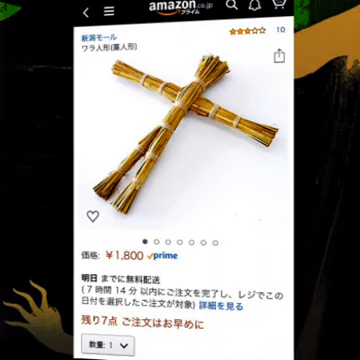 amazon.co.jp
プライム
新潟モール
10
ワラ人形(藁人形)
価格: ¥1,800 prime
明日 までに無料配送
( 7 時間 14 分 以内にご注文を完了し、レジでこの
日付を選択したご注文が対象) 詳細を見る
残り7点 ご注文はお早めに
数量: 1